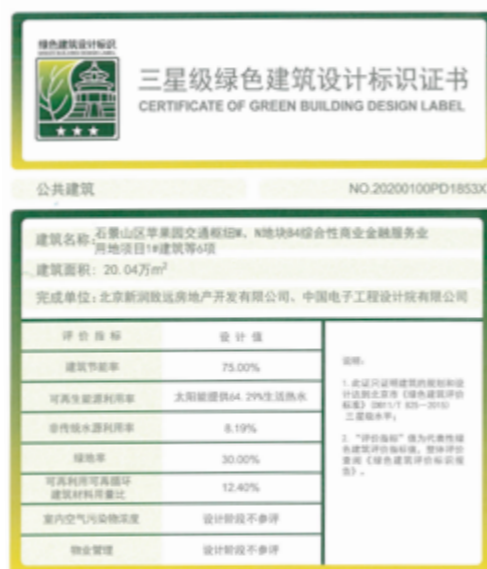 绿色建筑设计标识
GREEN BUILDING DESIGN LABEL
三星级绿色建筑设计标识证书
CERTIFICATE OF GREEN BUILDING DESIGN LABEL
公共建筑 NO.20200100PD1853X
建筑名称:石景山区苹果园交通枢纽M、N地块B4综合性商业金融服务业
用地项目1#建筑等6项
建筑面积: 20.04万m²
完成单位:北京新润致远房地产开发有限公司、中国电子工程设计院有限公司
评价指标 设计值
建筑节能率 75.00%
可再生能源利用率 太阳能提供64.29%生活热水
非传统水源利用率 8.19%
绿地率 30.00%
可再利用可再循环
建筑材料用量比 12.40%
室内空气污染物浓度 设计阶段不参评
物业管理 设计阶段不参评
说明:
1.此证只证明建筑的规划和设
计达到北京市《绿色建筑评价
标准》(DB11/T 825—2015)
三星级水平;
2.“评价指标”值为代表性绿
色建筑评价指标值,整体评价
查阅《绿色建筑评价标识报
告》。